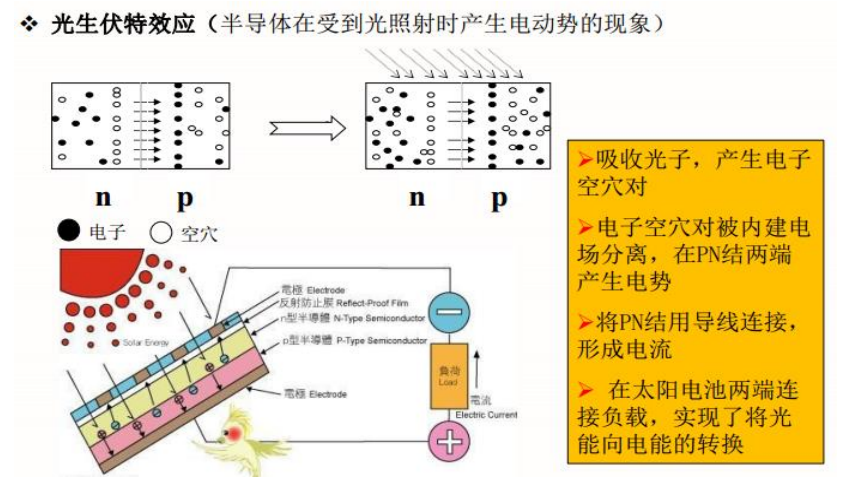 ❖ 光生伏特效应（半导体在受到光照射时产生电动势的现象）
n p
n p
电子 空穴
Solar Energy
電極 Electrode
反射防止膜 Reflect-Proof Film
n型半導體 N-Type Semiconductor
p型半導體 P-Type Semiconductor
電極 Electrode
負荷
Load
電流
Electric Current
➢吸收光子，产生电子
空穴对
➢电子空穴对被内建电
场分离，在PN结两端
产生电势
➢将PN结用导线连接，
形成电流
➢ 在太阳电池两端连
接负载，实现了将光
能向电能的转换